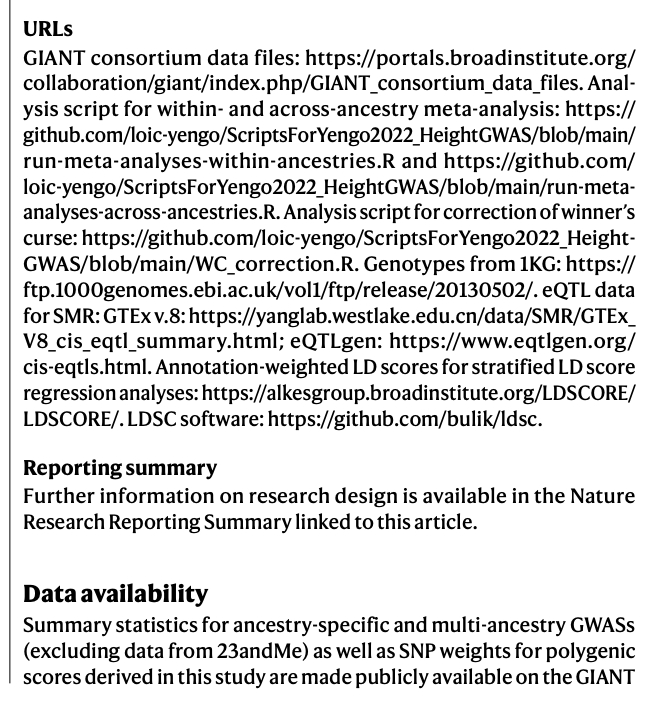 URLs
GIANT consortium data files: https://portals.broadinstitute.org/
collaboration/giant/index.php/GIANT_consortium_data_files. Anal-
ysis script for within- and across-ancestry meta-analysis: https://
github.com/loic-yengo/ScriptsForYengo2022_HeightGWAS/blob/main/
run-meta-analyses-within-ancestries.R and https://github.com/
loic-yengo/ScriptsForYengo2022_HeightGWAS/blob/main/run-meta-
analyses-across-ancestries.R. Analysis script for correction of winner’s
curse: https://github.com/loic-yengo/ScriptsForYengo2022_Height-
GWAS/blob/main/WC_correction.R. Genotypes from 1KG: https://
ftp.1000genomes.ebi.ac.uk/vol1/ftp/release/20130502/. eQTL data
for SMR: GTEx v.8: https://yanglab.westlake.edu.cn/data/SMR/GTEx_
V8_cis_eqtl_summary.html; eQTLgen: https://www.eqtlgen.org/
cis-eqtls.html. Annotation-weighted LD scores for stratified LD score
regression analyses: https://alkesgroup.broadinstitute.org/LDSCORE/
LDSCORE/. LDSC software: https://github.com/bulik/ldsc.
Reporting summary
Further information on research design is available in the Nature
Research Reporting Summary linked to this article.
Data availability
Summary statistics for ancestry-specific and multi-ancestry GWASs
(excluding data from 23andMe) as well as SNP weights for polygenic
scores derived in this study are made publicly available on the GIANT